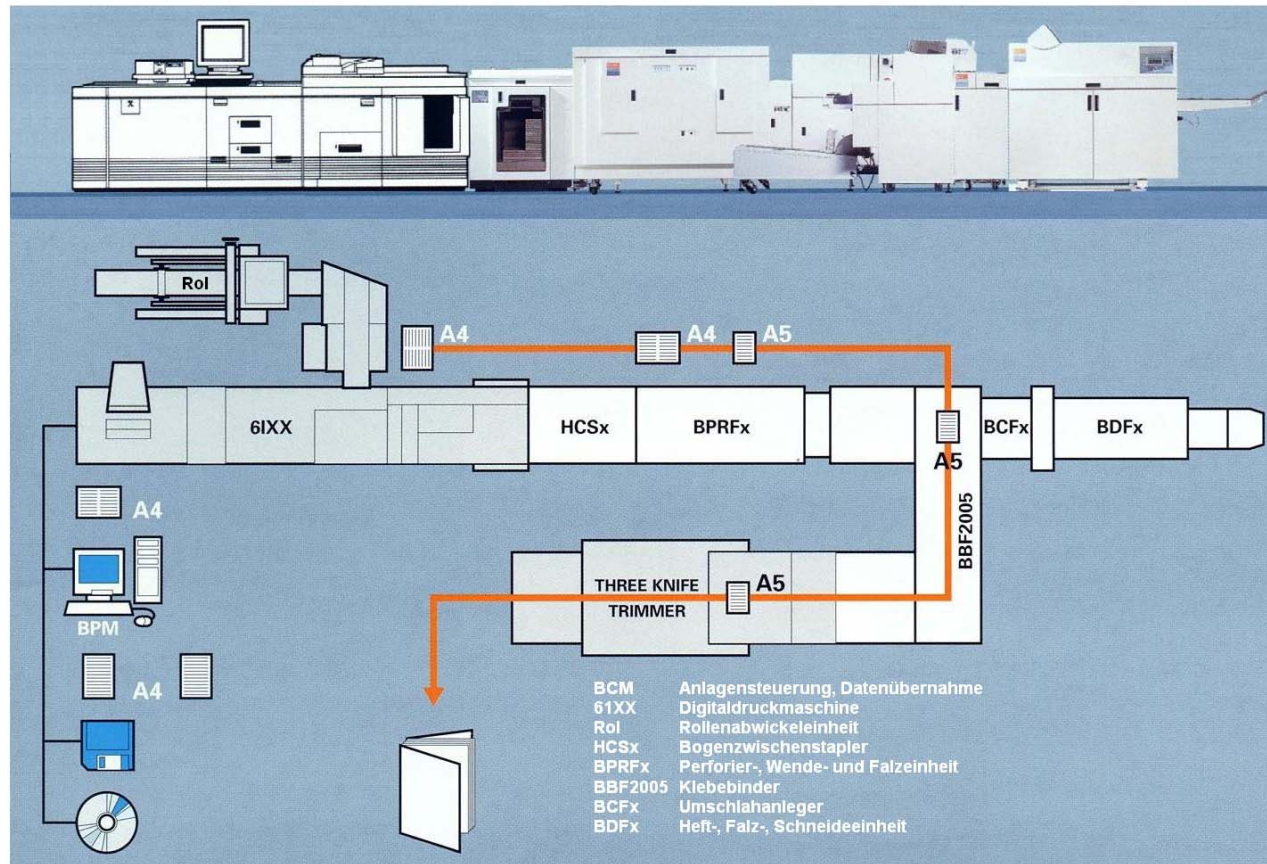 Rol
A4
A4
A5
6IXX
HCSx
BPRFx
BCFx
BDFx
A5
BBF2005
A4
BPM
THREE KNIFE
TRIMMER
A5
A4
BCM Anlagensteuerung, Datenübernahme
61XX Digitaldruckmaschine
Rol Rollenabwickeleinheit
HCSx Bogenzwischenstapler
BPRFx Perforier-, Wende- und Falzeinheit
BBF2005 Klebebinder
BCFx Umschlahanleger
BDFx Heft-, Falz-, Schneideeinheit